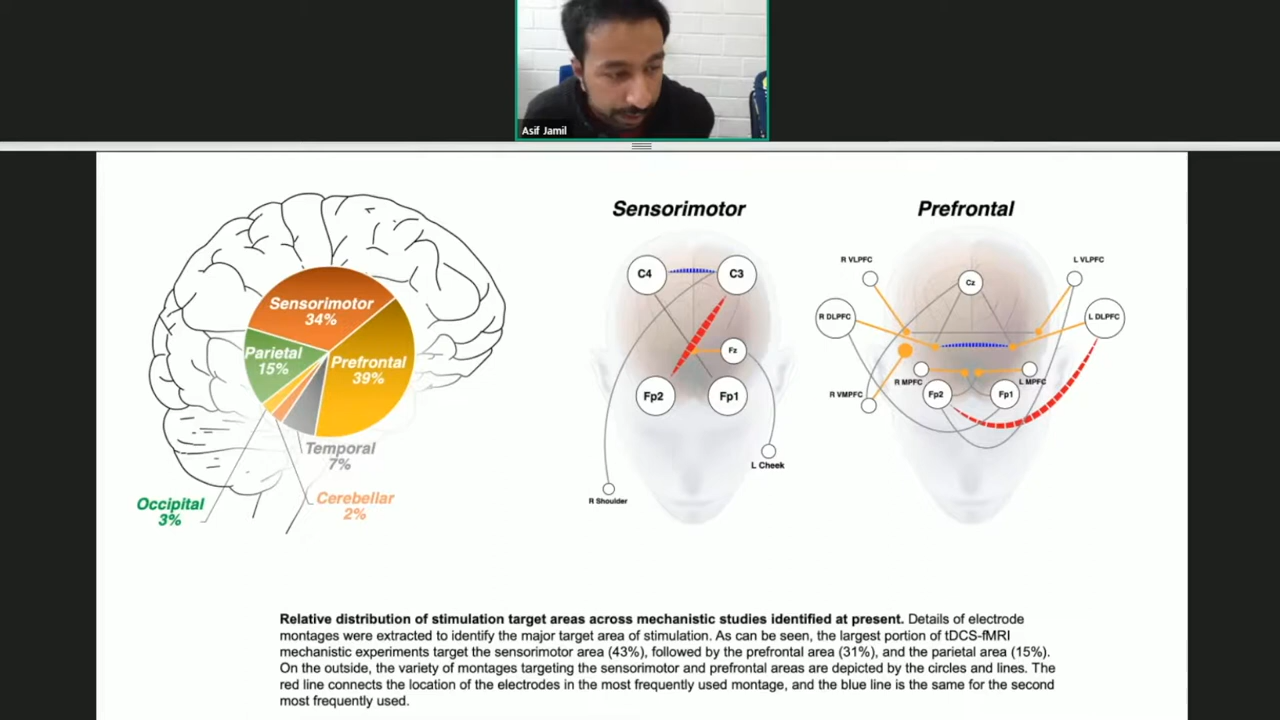 Asif Jamil
Sensorimotor
34%
Parietal
15%
Prefrontal
39%
Temporal
7%
Occipital
3%
Cerebellar
2%
Sensorimotor
C4
C3
Fz
Fp2
Fp1
L Cheek
R Shoulder
Prefrontal
R VLPFC
L VLPFC
Cz
R DLPFC
L DLPFC
R MPFC
L MPFC
R VMPFC
Fp2
Fp1
Relative distribution of stimulation target areas across mechanistic studies identified at present. Details of electrode
montages were extracted to identify the major target area of stimulation. As can be seen, the largest portion of tDCS-fMRI
mechanistic experiments target the sensorimotor area (43%), followed by the prefrontal area (31%), and the parietal area (15%).
On the outside, the variety of montages targeting the sensorimotor and prefrontal areas are depicted by the circles and lines. The
red line connects the location of the electrodes in the most frequently used montage, and the blue line is the same for the second
most frequently used.